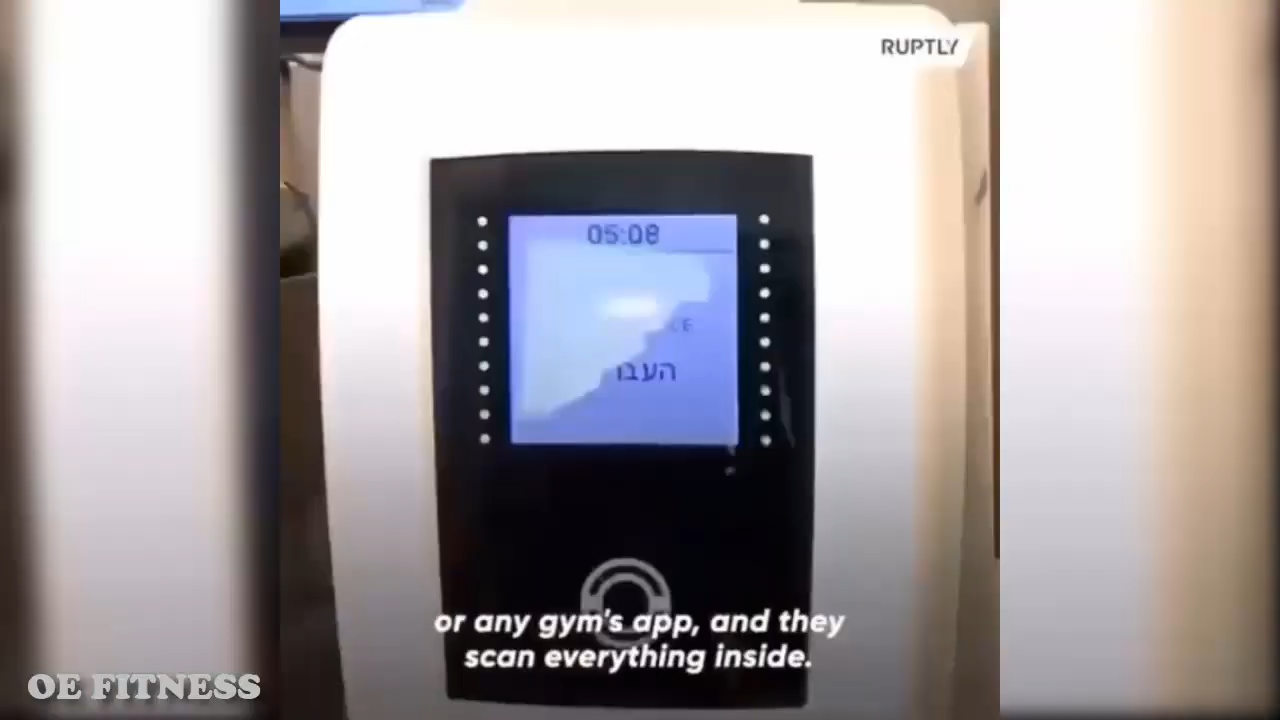 RUPTLY
05:08
העבו
or any gym's app, and they
scan everything inside.
OE FITNESS